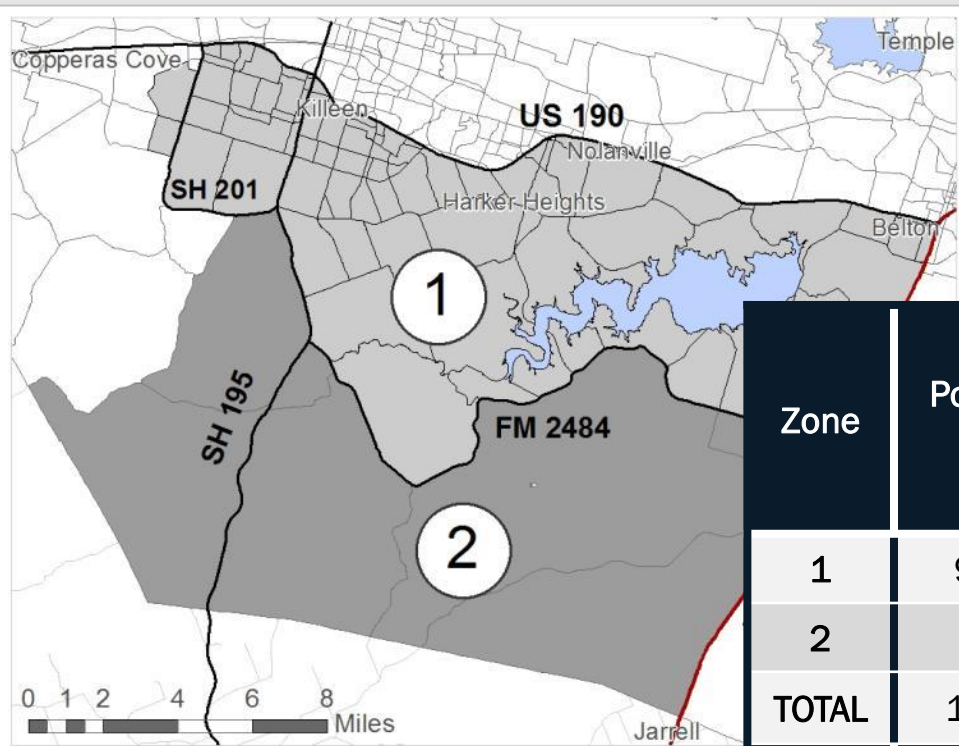 Temple
Copperas Cove
Killeen
US 190
Nolanville
SH 201
Harker Heights
Belton
1
SH 195
FM 2484
2
0 1 2 4 6 8
Miles
Jarrell
Zone
1
2
TOTAL